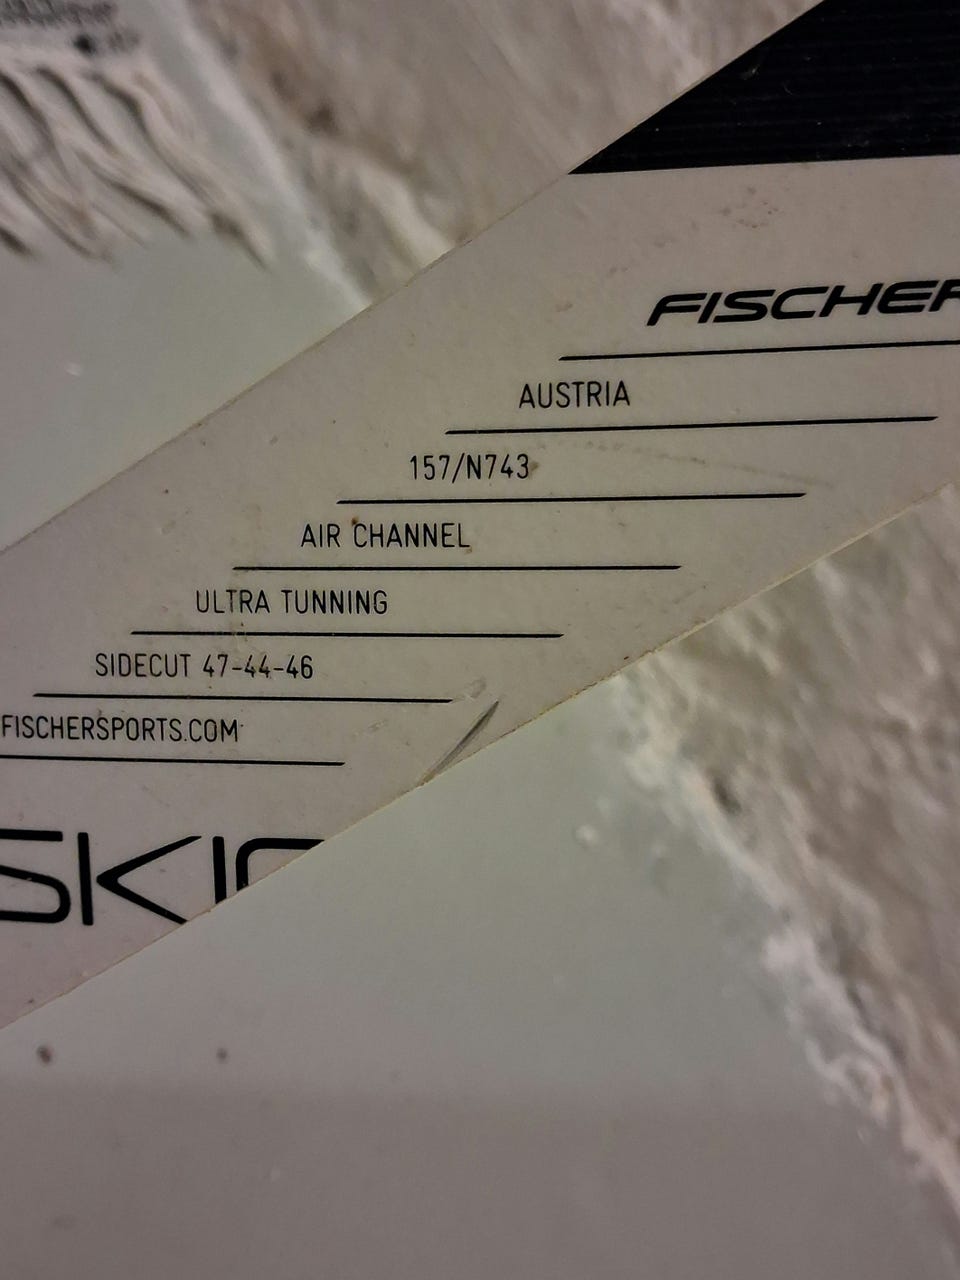 FISCHER
AUSTRIA
157/N743
AIR CHANNEL
ULTRA TUNNING
SIDECUT 47-44-46
FISCHERSPORTS.COM